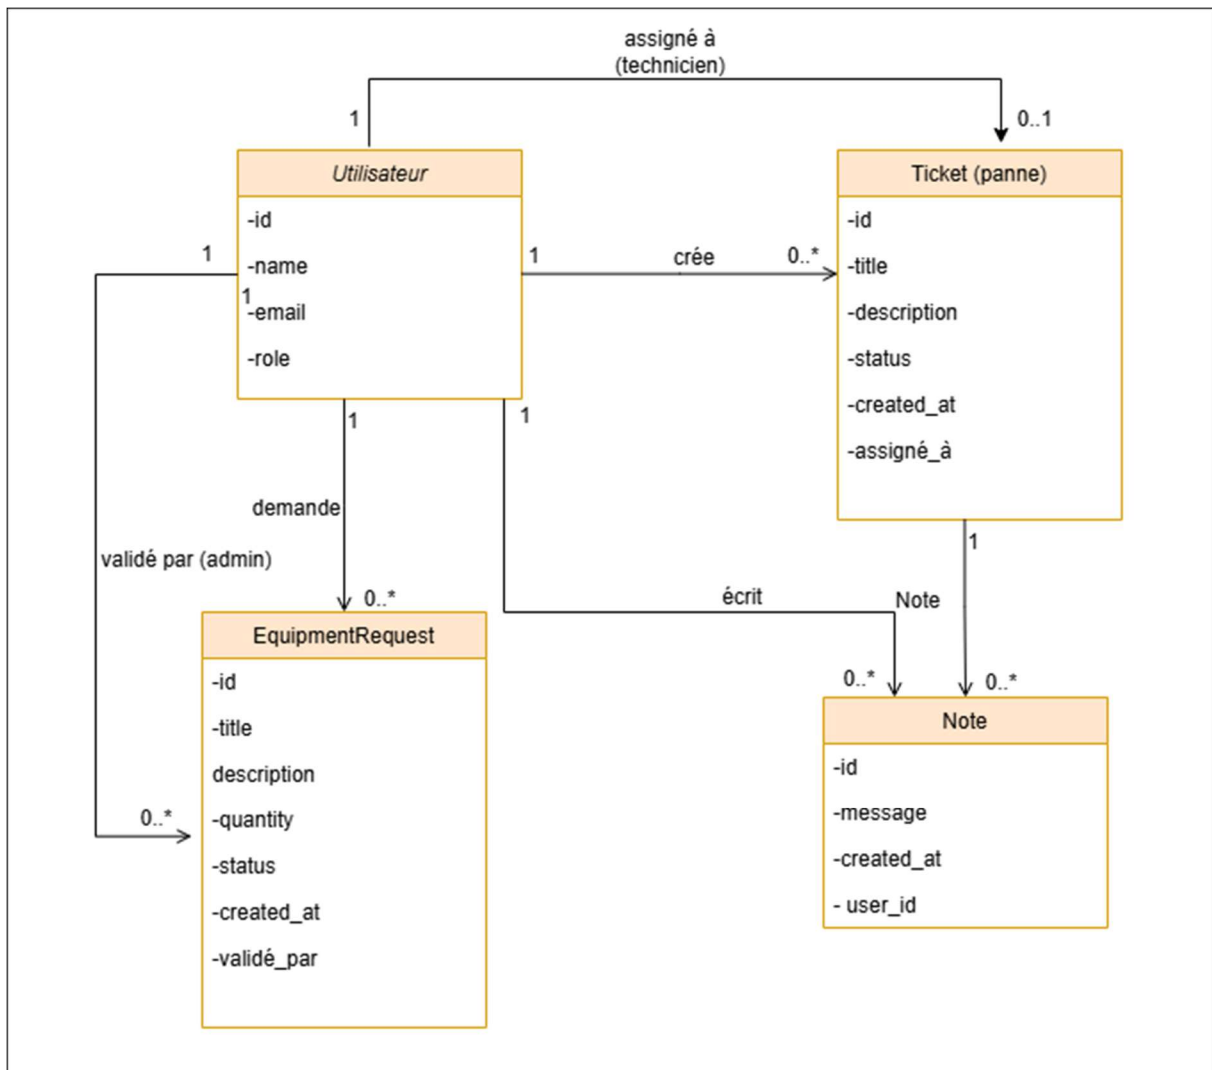 assigné à
(technicien)
1
0..1
Utilisateur
-id
-name
-email
-role
1
1
1
crée
0..*
Ticket (panne)
-id
-title
-description
-status
-created_at
-assigné_à
1
1
demande
validé par (admin)
0..*
écrit
1
Note
0..*
0..*
EquipmentRequest
-id
-title
description
-quantity
-status
-created_at
-validé_par
0..*
Note
-id
-message
-created_at
- user_id